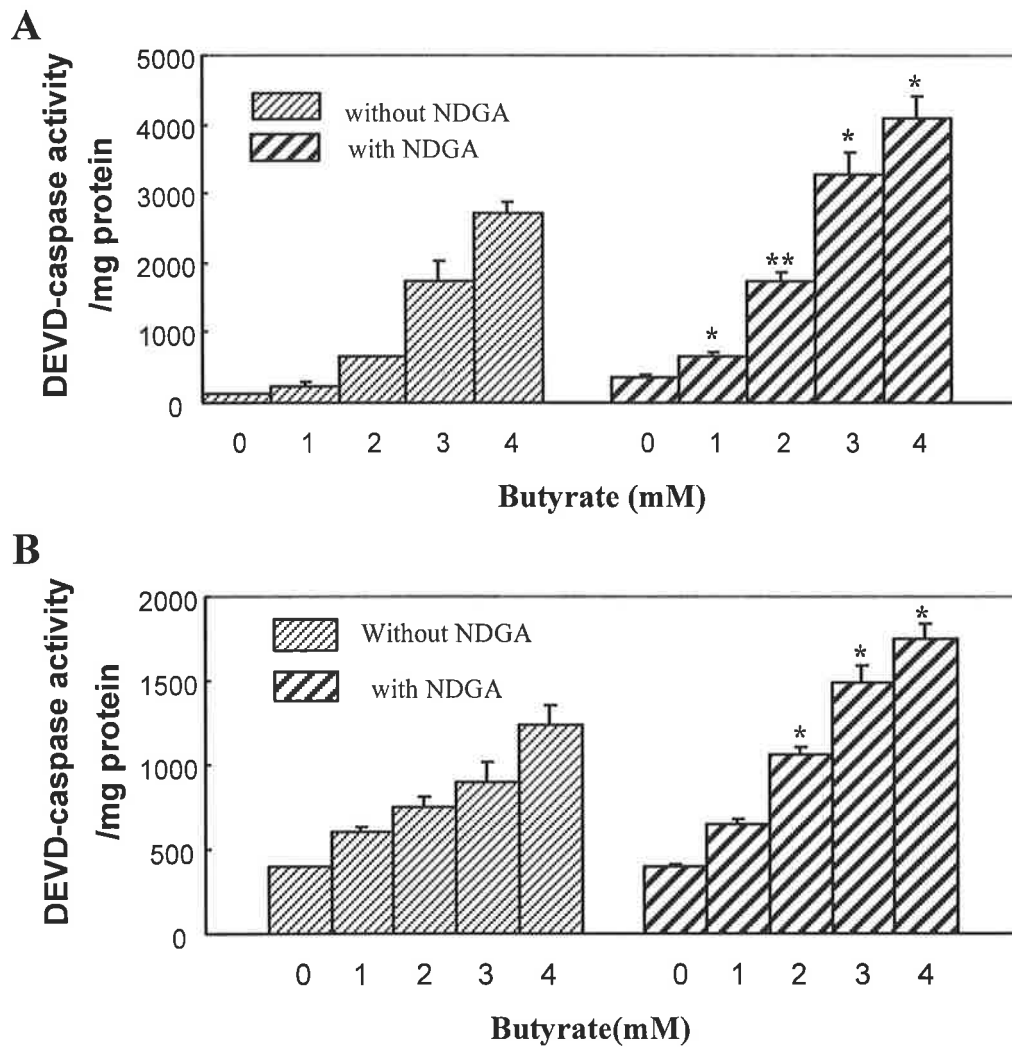 A
DEVD-caspase activity
/mg protein
5000
4000
3000
2000
1000
0
without NDGA
with NDGA
*
**
*
*
0 1 2 3 4 0 1 2 3 4
Butyrate (mM)
B
DEVD-caspase activity
/mg protein
2000
1500
1000
500
0
Without NDGA
with NDGA
*
*
*
0 1 2 3 4 0 1 2 3 4
Butyrate(mM)